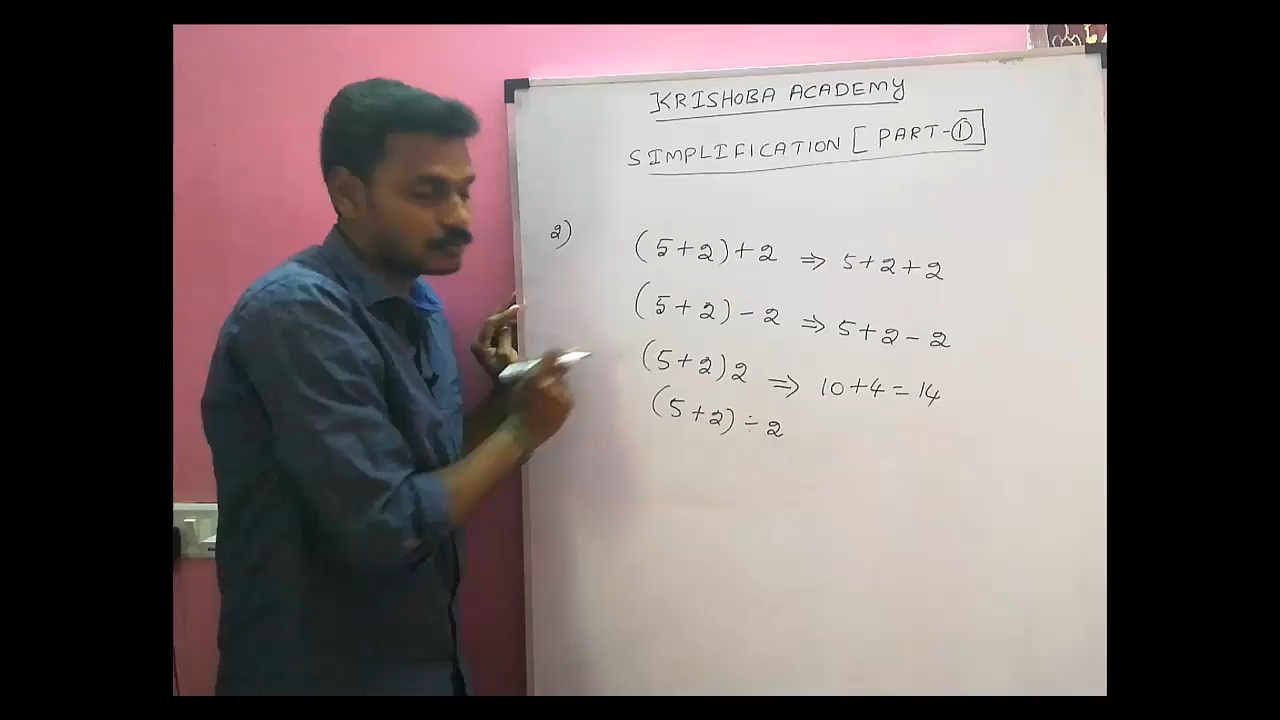 KRISHOBA ACADEMY
SIMPLIFICATION [PART-①]
2) (5+2)+2 ⇒ 5+2+2
(5+2)-2 ⇒ 5+2-2
(5+2)2 ⇒ 10+4=14
(5+2)÷2